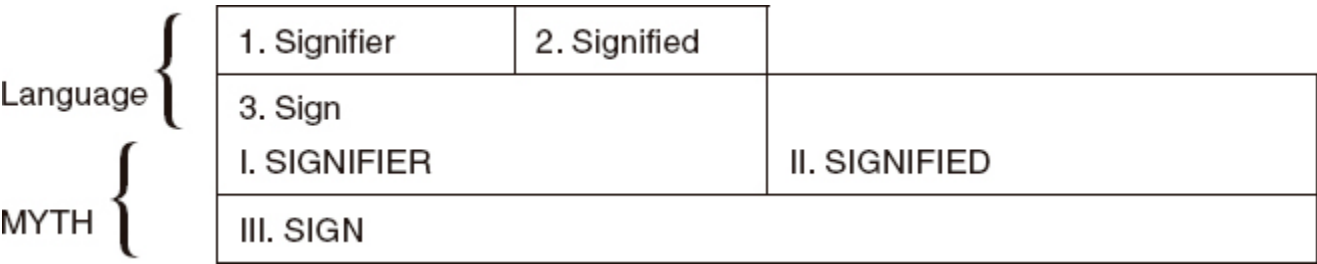 1. Signifier 2. Signified
Language
3. Sign
I. SIGNIFIER II. SIGNIFIED
MYTH
III. SIGN